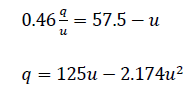 0.46 q/u = 57.5 − u
q = 125u − 2.174u²